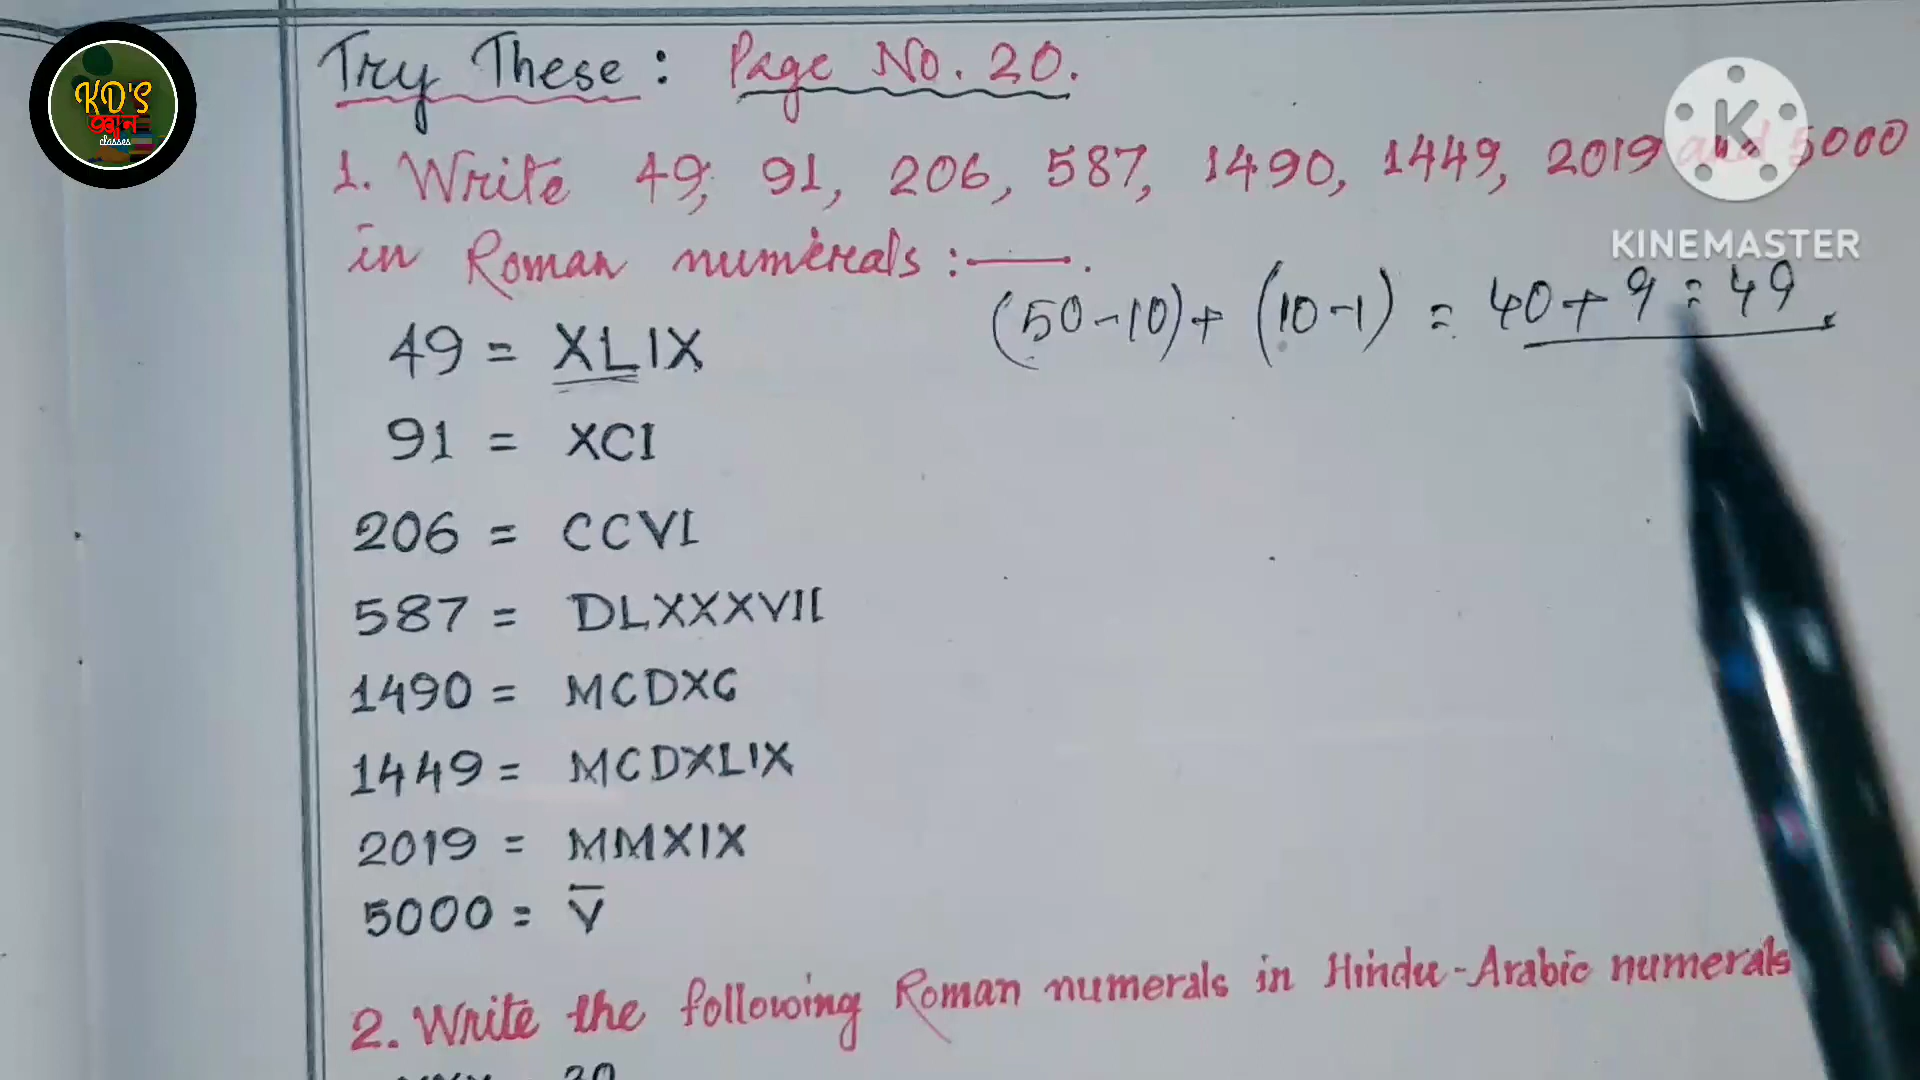 KD'S
জ্ঞান
classes
Try These : Page No. 20.
KINEMASTER
1. Write 49, 91, 206, 587, 1490, 1449, 2019 and 5000
in Roman numerals :—.
(50-10)+ (10-1) = 40+9 = 49
49 = XLIX
91 = XCI
206 = CCVI
587 = DLXXXVII
1490 = MCDXC
1449 = MCDXLIX
2019 = MMXIX
5000 = V̅
2. Write the following Roman numerals in Hindu-Arabic numerals